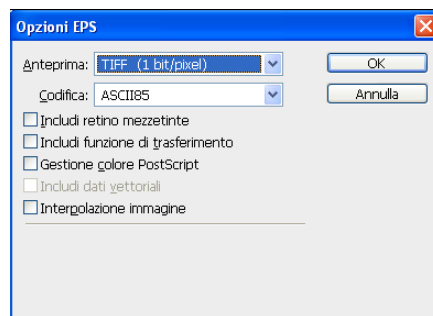 Opzioni EPS
Anteprima: TIFF (1 bit/pixel)
OK
Codifica: ASCII85
Annulla
Includi retino mezzetinte
Includi funzione di trasferimento
Gestione colore PostScript
Includi dati vettoriali
Interpolazione immagine